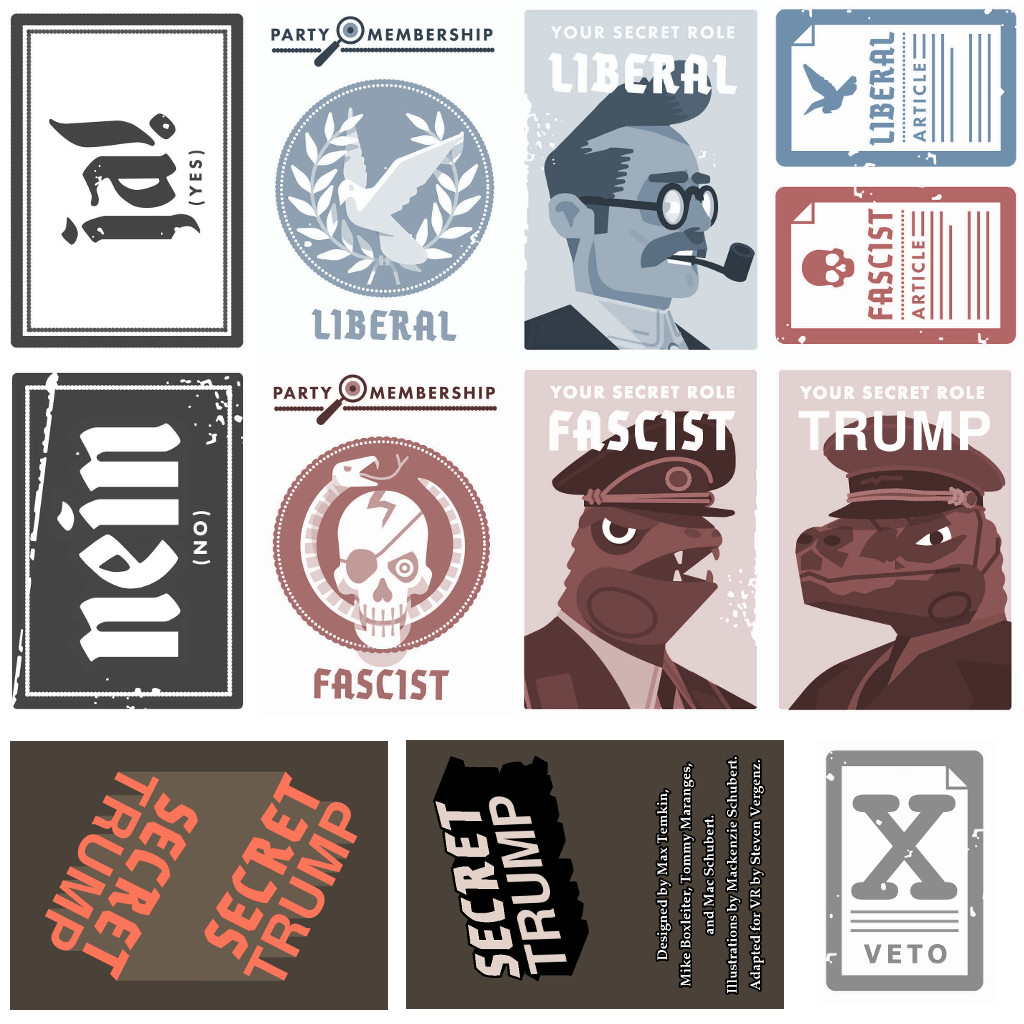 ja!
(YES)
PARTY MEMBERSHIP
LIBERAL
YOUR SECRET ROLE
LIBERAL
LIBERAL
ARTICLE
FASCIST
ARTICLE
nein
(NO)
PARTY MEMBERSHIP
FASCIST
YOUR SECRET ROLE
FASCIST
YOUR SECRET ROLE
TRUMP
SECRET
TRUMP
SECRET
TRUMP
SECRET
TRUMP
Designed by Max Temkin,
Mike Boxleiter, Tommy Maranges,
and Mac Schubert.
Illustrations by Mackenzie Schubert.
Adapted for VR by Steven Vergenz.
X
VETO